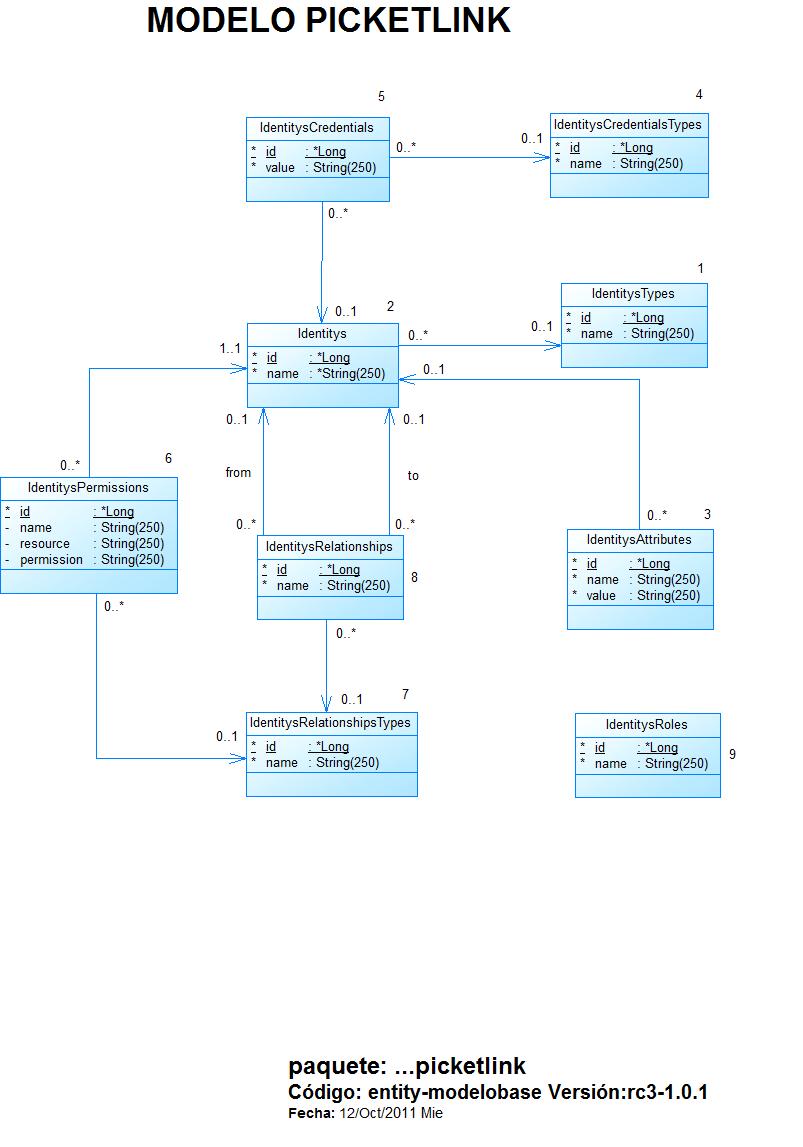 MODELO PICKETLINK
5
4
IdentitysCredentials
* id : *Long
* value : String(250)
0..*
0..1
IdentitysCredentialsTypes
* id : *Long
* name : String(250)
0..*
0..1
2
1
IdentitysTypes
* id : *Long
* name : String(250)
Identitys
* id : *Long
* name : *String(250)
0..*
0..1
1..1
0..1
0..1
0..1
from
to
0..*
6
IdentitysPermissions
* id : *Long
- name : String(250)
- resource : String(250)
- permission : String(250)
0..*
0..*
0..*
IdentitysRelationships
* id : *Long
* name : String(250)
8
0..*
3
IdentitysAttributes
* id : *Long
* name : String(250)
* value : String(250)
0..*
0..1
7
0..1
IdentitysRelationshipsTypes
* id : *Long
* name : String(250)
IdentitysRoles
* id : *Long
* name : String(250)
9
paquete: ...picketlink
Código: entity-modelobase Versión:rc3-1.0.1
Fecha: 12/Oct/2011 Mie